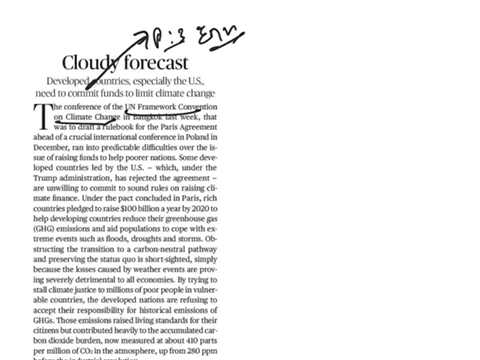 Cloudy forecast
Developed countries, especially the U.S.,
need to commit funds to limit climate change
The conference of the UN Framework Convention
on Climate Change in Bangkok last week, that
was to draft a rulebook for the Paris Agreement
ahead of a crucial international conference in Poland in
December, ran into predictable difficulties over the is-
sue of raising funds to help poorer nations. Some deve-
loped countries led by the U.S. — which, under the
Trump administration, has rejected the agreement —
are unwilling to commit to sound rules on raising cli-
mate finance. Under the pact concluded in Paris, rich
countries pledged to raise $100 billion a year by 2020 to
help developing countries reduce their greenhouse gas
(GHG) emissions and aid populations to cope with ex-
treme events such as floods, droughts and storms. Ob-
structing the transition to a carbon-neutral pathway
and preserving the status quo is short-sighted, simply
because the losses caused by weather events are prov-
ing severely detrimental to all economies. By trying to
stall climate justice to millions of poor people in vulner-
able countries, the developed nations are refusing to
accept their responsibility for historical emissions of
GHGs. Those emissions raised living standards for their
citizens but contributed heavily to the accumulated car-
bon dioxide burden, now measured at about 410 parts
per million of CO₂ in the atmosphere, up from 280 ppm